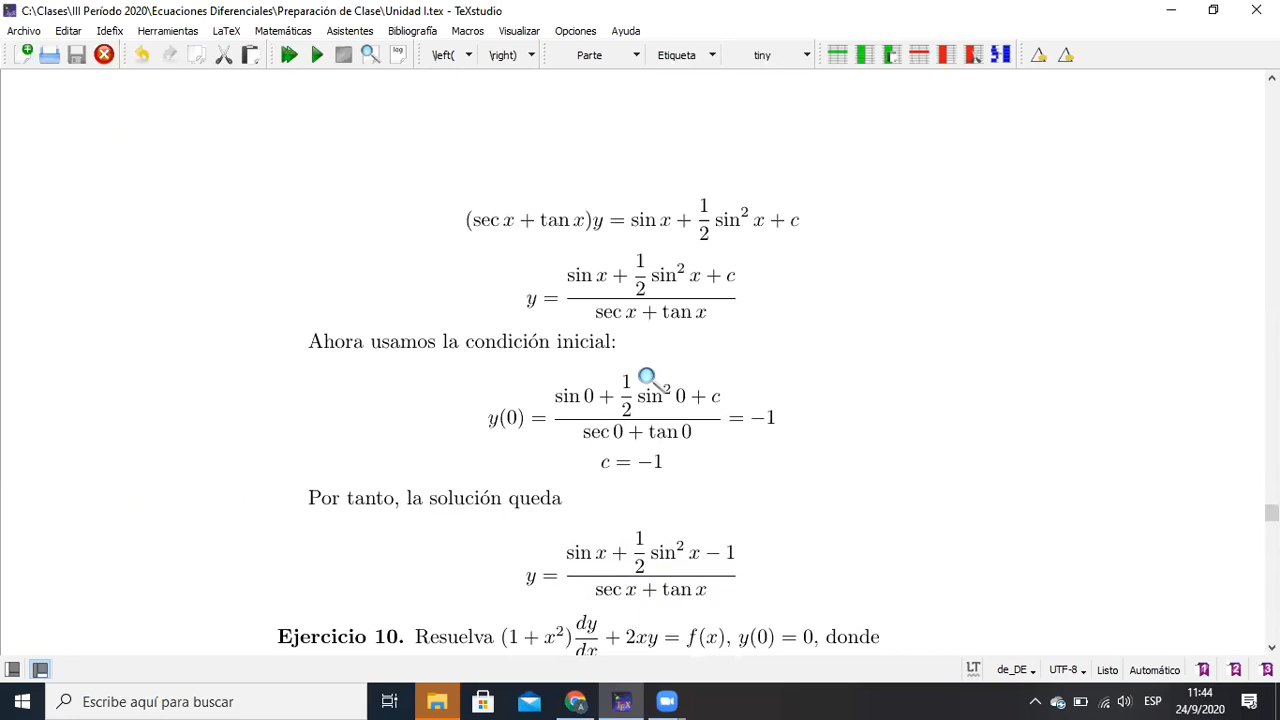 C:\Clases\III Período 2020\Ecuaciones Diferenciales\Preparación de Clase\Unidad I.tex - TeXstudio
Archivo Editar Idefix Herramientas LaTeX Matemáticas Asistentes Bibliografía Macros Visualizar Opciones Ayuda
log \left( \right) Parte Etiqueta tiny
(sec x + tan x)y = sin x + 1/2 sin² x + c
y = (sin x + 1/2 sin² x + c)/(sec x + tan x)
Ahora usamos la condición inicial:
y(0) = (sin 0 + 1/2 sin² 0 + c)/(sec 0 + tan 0) = −1
c = −1
Por tanto, la solución queda
y = (sin x + 1/2 sin² x − 1)/(sec x + tan x)
Ejercicio 10. Resuelva (1 + x²) dy/dx + 2xy = f(x), y(0) = 0, donde
LT de_DE UTF-8 Listo Automático 1 2 3
Escribe aquí para buscar
ESP
11:44
24/9/2020